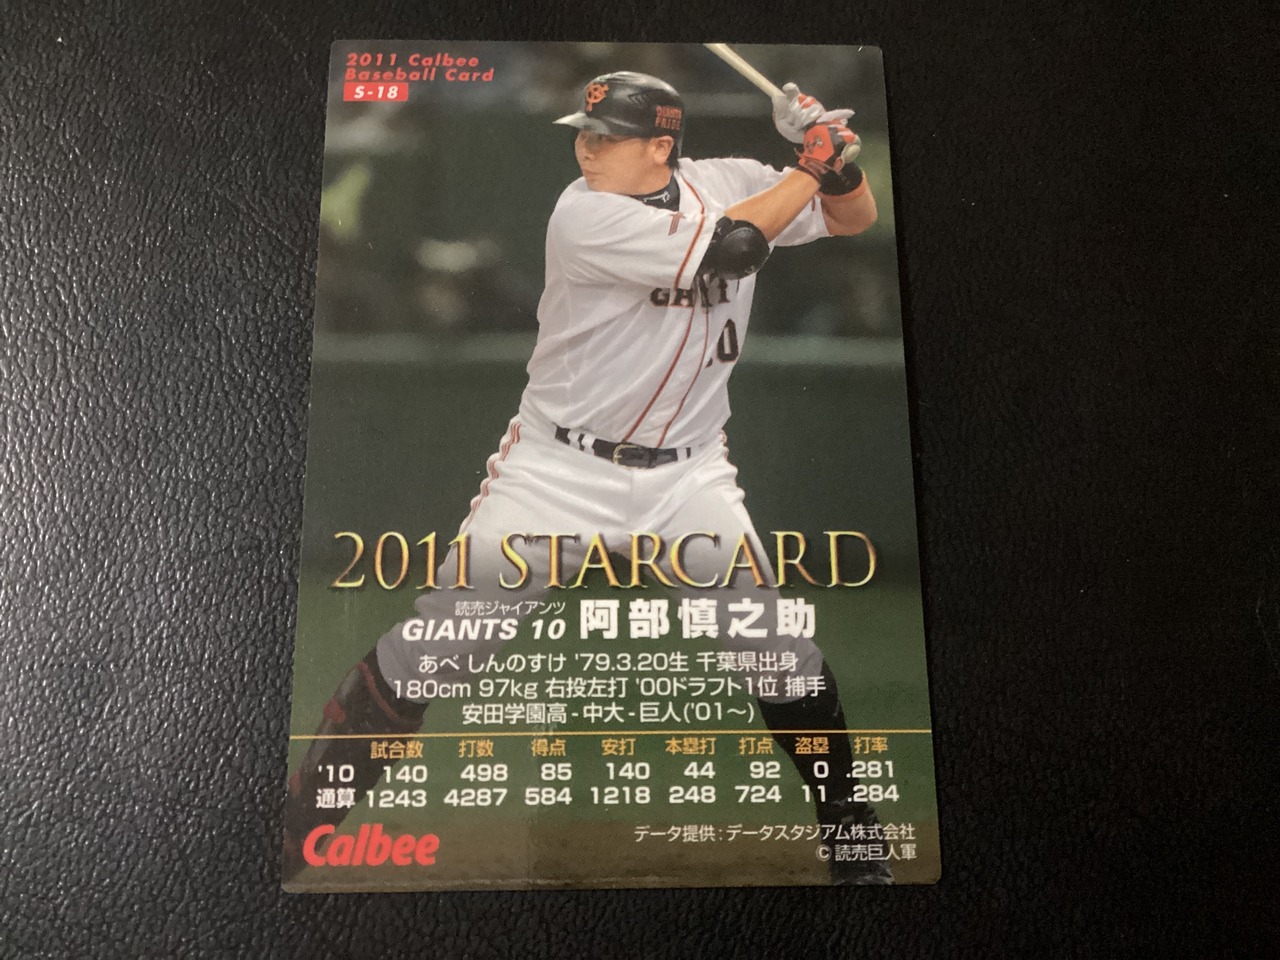 2011 Calbee
Baseball Card
S-18
GIANTS
PRIDE
GIANT
10
2011 STARCARD
読売ジャイアンツ
GIANTS 10 阿部慎之助
あべ しんのすけ '79.3.20生 千葉県出身
180cm 97kg 右投左打 '00ドラフト1位 捕手
安田学園高-中大-巨人('01〜)
試合数 打数 得点 安打 本塁打 打点 盗塁 打率
'10 140 498 85 140 44 92 0 .281
通算 1243 4287 584 1218 248 724 11 .284
Calbee
データ提供:データスタジアム株式会社
© 読売巨人軍